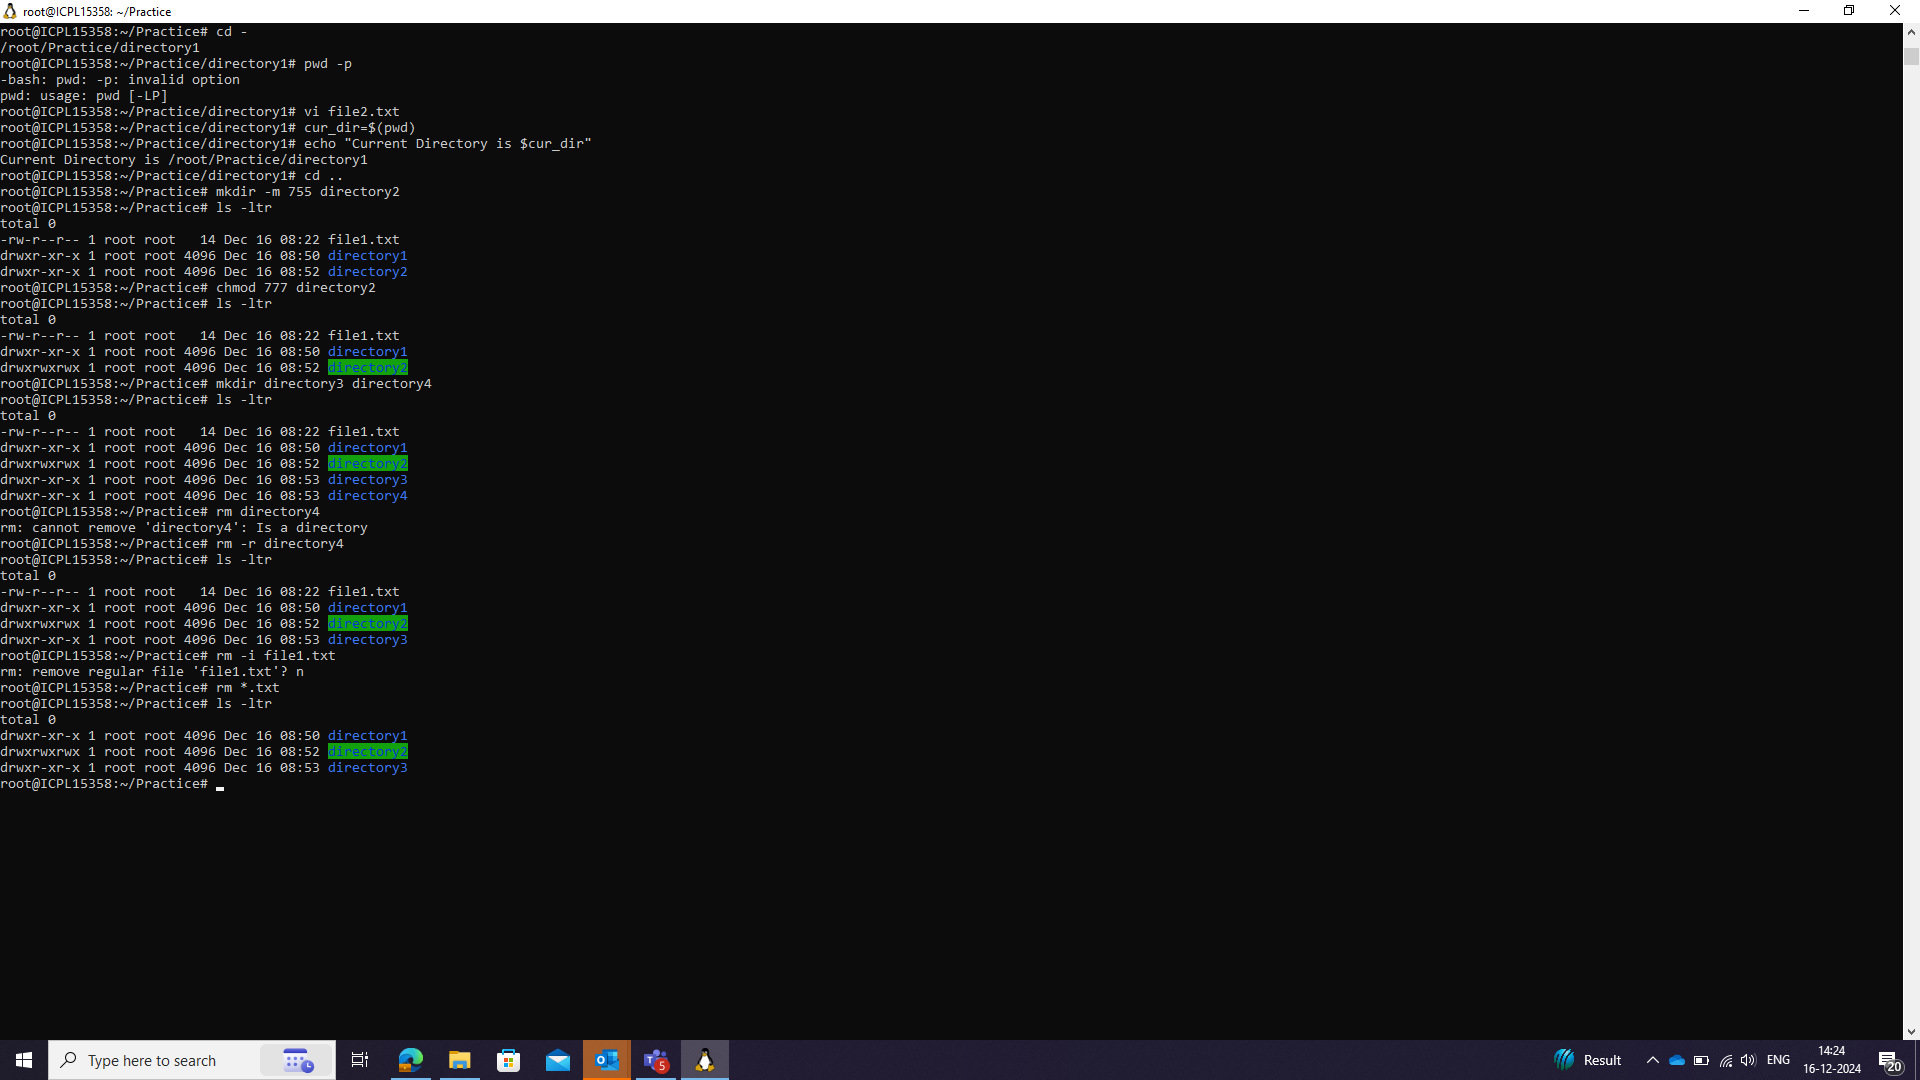 root@ICPL15358: ~/Practice
root@ICPL15358:~/Practice# cd -
/root/Practice/directory1
root@ICPL15358:~/Practice/directory1# pwd -p
-bash: pwd: -p: invalid option
pwd: usage: pwd [-LP]
root@ICPL15358:~/Practice/directory1# vi file2.txt
root@ICPL15358:~/Practice/directory1# cur_dir=$(pwd)
root@ICPL15358:~/Practice/directory1# echo "Current Directory is $cur_dir"
Current Directory is /root/Practice/directory1
root@ICPL15358:~/Practice/directory1# cd ..
root@ICPL15358:~/Practice# mkdir -m 755 directory2
root@ICPL15358:~/Practice# ls -ltr
total 0
-rw-r--r-- 1 root root   14 Dec 16 08:22 file1.txt
drwxr-xr-x 1 root root 4096 Dec 16 08:50 directory1
drwxr-xr-x 1 root root 4096 Dec 16 08:52 directory2
root@ICPL15358:~/Practice# chmod 777 directory2
root@ICPL15358:~/Practice# ls -ltr
total 0
-rw-r--r-- 1 root root   14 Dec 16 08:22 file1.txt
drwxr-xr-x 1 root root 4096 Dec 16 08:50 directory1
drwxrwxrwx 1 root root 4096 Dec 16 08:52 directory2
root@ICPL15358:~/Practice# mkdir directory3 directory4
root@ICPL15358:~/Practice# ls -ltr
total 0
-rw-r--r-- 1 root root   14 Dec 16 08:22 file1.txt
drwxr-xr-x 1 root root 4096 Dec 16 08:50 directory1
drwxrwxrwx 1 root root 4096 Dec 16 08:52 directory2
drwxr-xr-x 1 root root 4096 Dec 16 08:53 directory3
drwxr-xr-x 1 root root 4096 Dec 16 08:53 directory4
root@ICPL15358:~/Practice# rm directory4
rm: cannot remove 'directory4': Is a directory
root@ICPL15358:~/Practice# rm -r directory4
root@ICPL15358:~/Practice# ls -ltr
total 0
-rw-r--r-- 1 root root   14 Dec 16 08:22 file1.txt
drwxr-xr-x 1 root root 4096 Dec 16 08:50 directory1
drwxrwxrwx 1 root root 4096 Dec 16 08:52 directory2
drwxr-xr-x 1 root root 4096 Dec 16 08:53 directory3
root@ICPL15358:~/Practice# rm -i file1.txt
rm: remove regular file 'file1.txt'? n
root@ICPL15358:~/Practice# rm *.txt
root@ICPL15358:~/Practice# ls -ltr
total 0
drwxr-xr-x 1 root root 4096 Dec 16 08:50 directory1
drwxrwxrwx 1 root root 4096 Dec 16 08:52 directory2
drwxr-xr-x 1 root root 4096 Dec 16 08:53 directory3
root@ICPL15358:~/Practice#
Type here to search
5
Result
ENG
14:24
16-12-2024
20